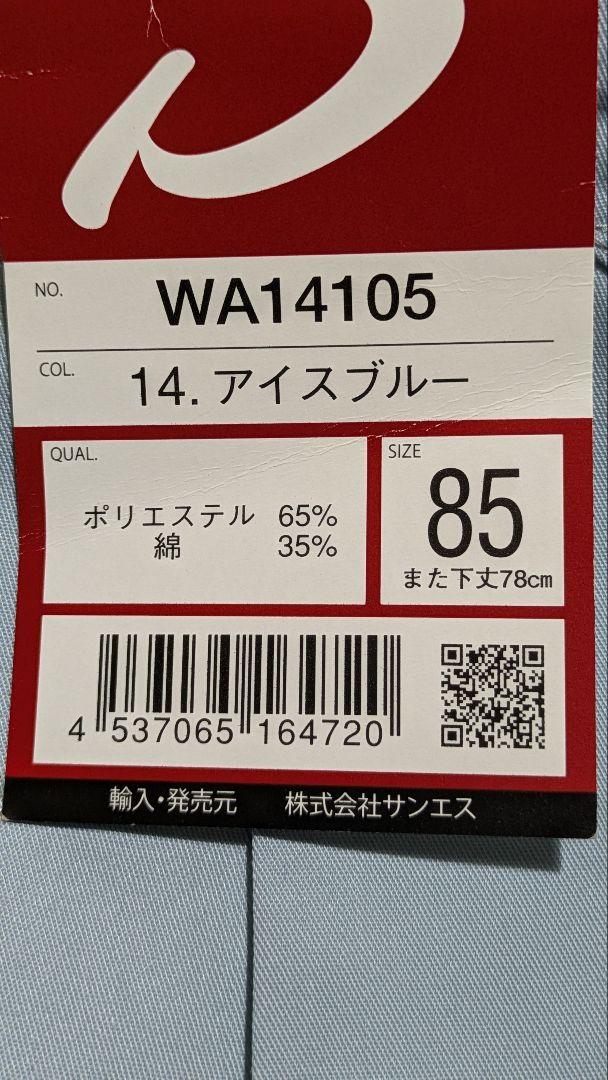 NO.
WA14105
COL.
14.アイスブルー
QUAL.
ポリエステル 65%
綿 35%
SIZE
85
また下丈78cm
4 537065 164720
輸入・発売元 株式会社サンエス